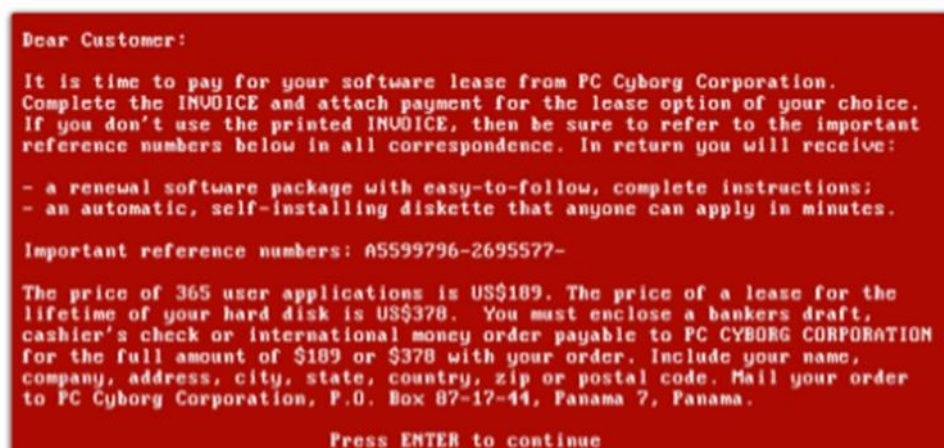 Dear Customer:
It is time to pay for your software lease from PC Cyborg Corporation.
Complete the INVOICE and attach payment for the lease option of your choice.
If you don't use the printed INVOICE, then be sure to refer to the important
reference numbers below in all correspondence. In return you will receive:
- a renewal software package with easy-to-follow, complete instructions;
- an automatic, self-installing diskette that anyone can apply in minutes.
Important reference numbers: A5599796-2695577-
The price of 365 user applications is US$189. The price of a lease for the
lifetime of your hard disk is US$378. You must enclose a bankers draft,
cashier's check or international money order payable to PC CYBORG CORPORATION
for the full amount of $189 or $378 with your order. Include your name,
company, address, city, state, country, zip or postal code. Mail your order
to PC Cyborg Corporation, P.O. Box 87-17-44, Panama 7, Panama.
Press ENTER to continue